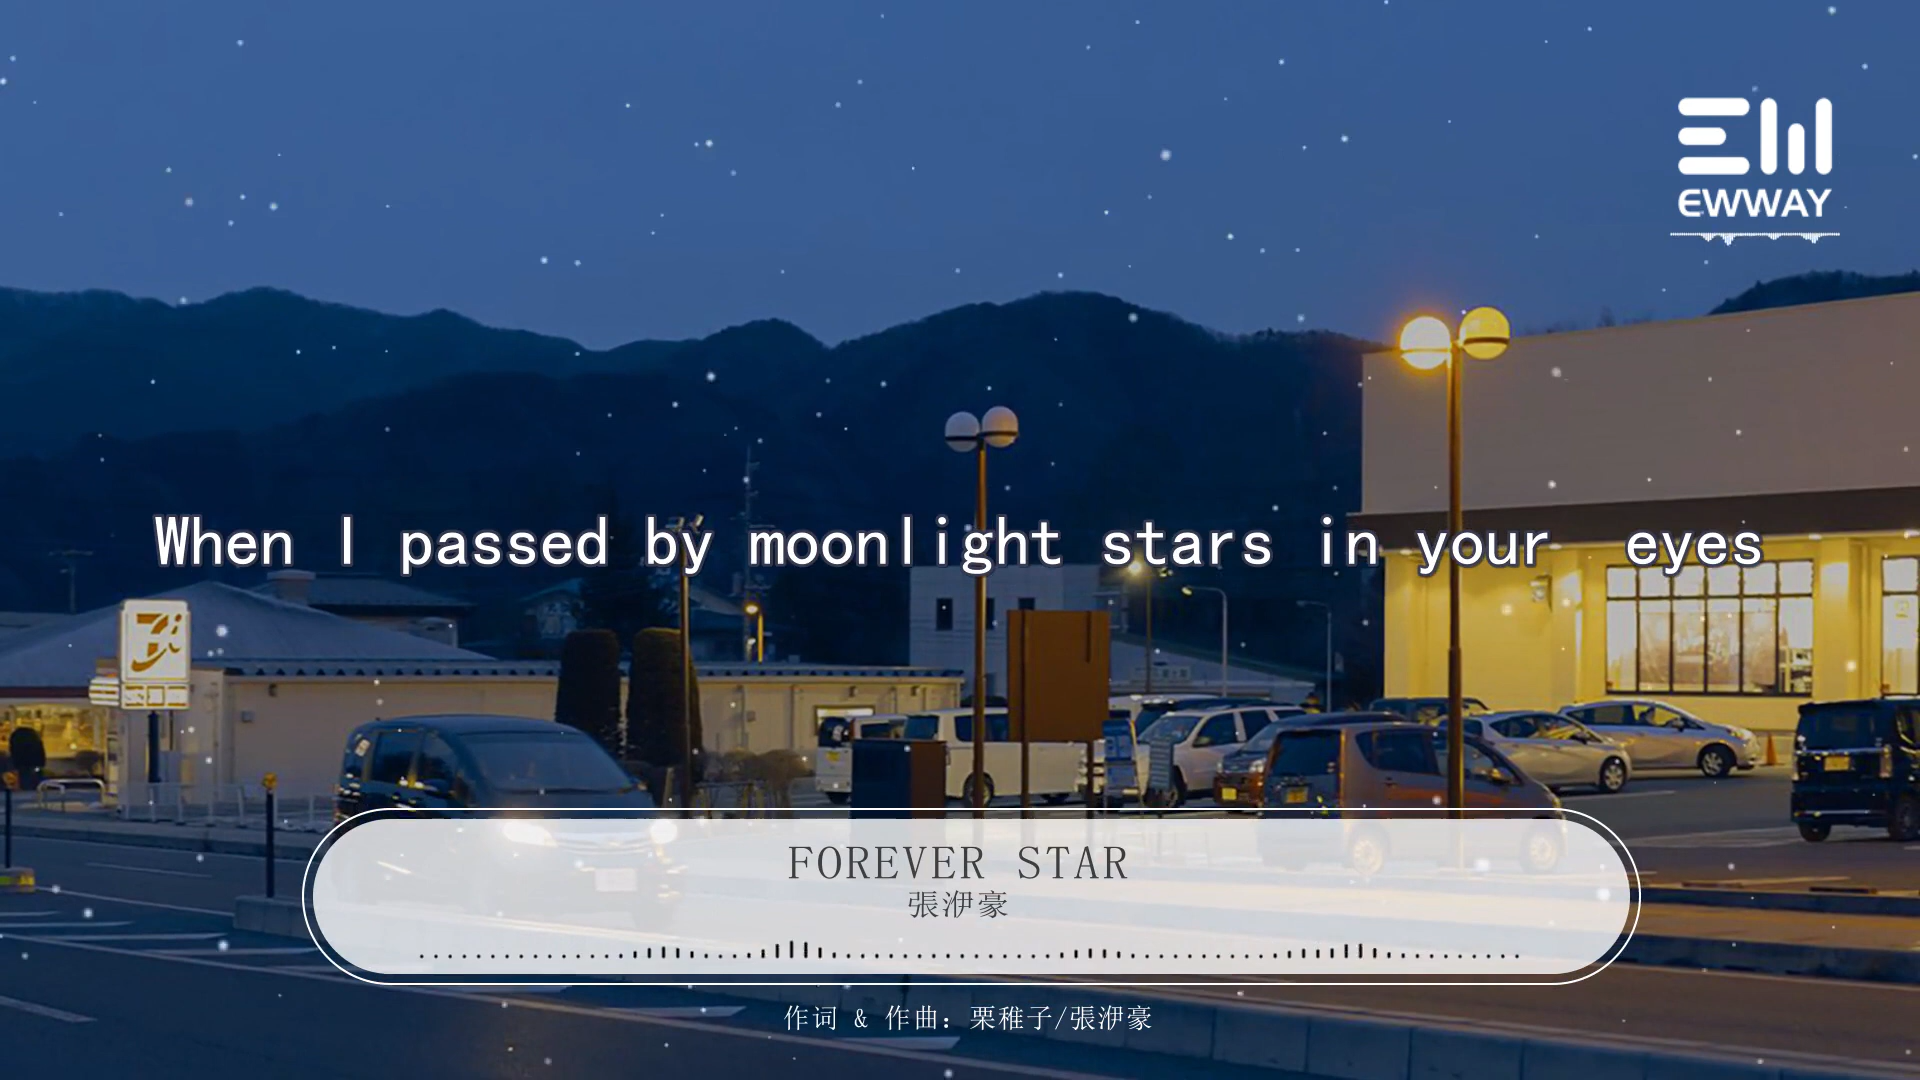 EWWAY
When I passed by moonlight stars in your eyes
FOREVER STAR
張洢豪
作词 & 作曲：栗稚子/張洢豪